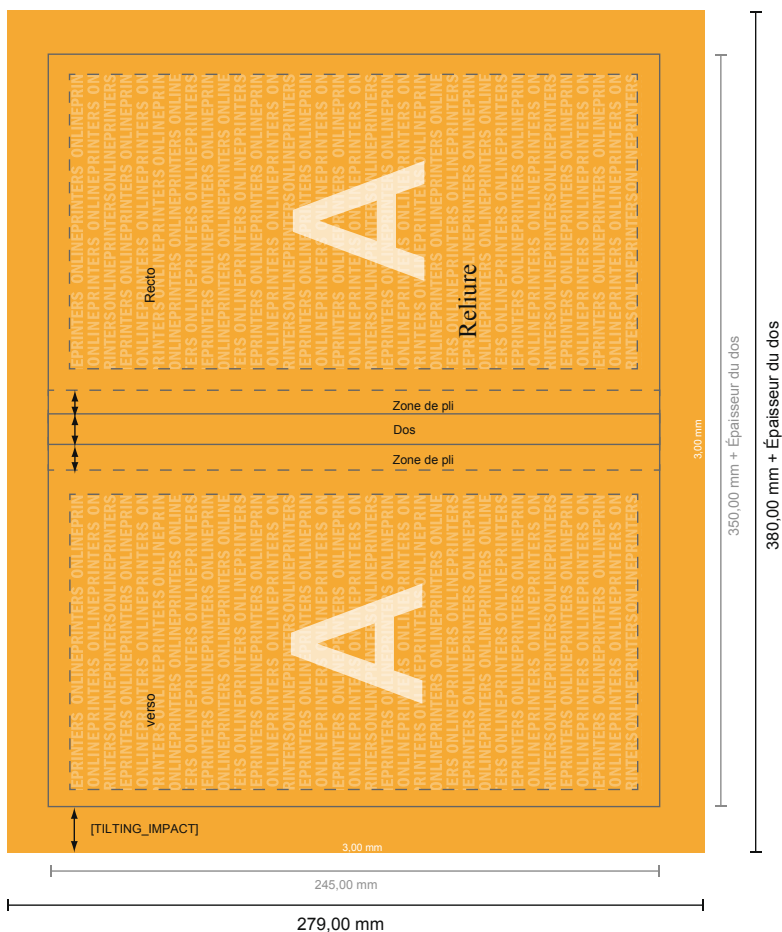 A
Recto
Reliure
Zone de pli
Dos
Zone de pli
A
verso
[TILTING_IMPACT]
3,00 mm
3,00 mm
350,00 mm + Épaisseur du dos
380,00 mm + Épaisseur du dos
245,00 mm
279,00 mm